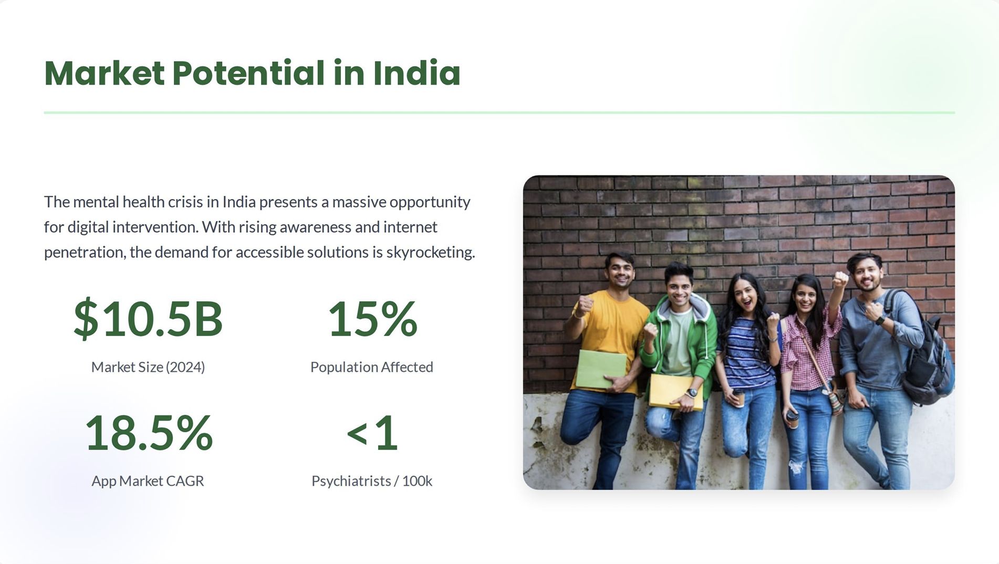 Market Potential in India
The mental health crisis in India presents a massive opportunity
for digital intervention. With rising awareness and internet
penetration, the demand for accessible solutions is skyrocketing.
$10.5B
Market Size (2024)
15%
Population Affected
18.5%
App Market CAGR
<1
Psychiatrists / 100k